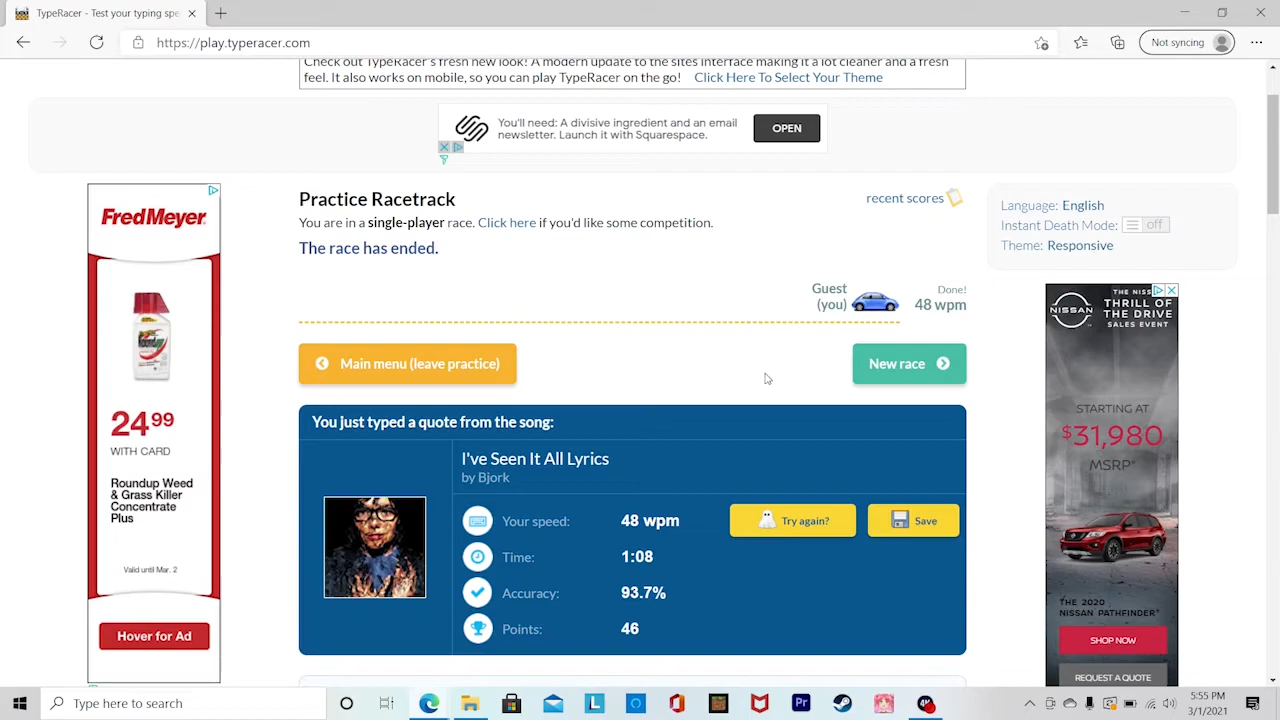 TypeRacer - Test your typing spe
https://play.typeracer.com
Not syncing
Check out TypeRacer's fresh new look! A modern update to the sites interface making it a lot cleaner and a fresh
feel. It also works on mobile, so you can play TypeRacer on the go! Click Here To Select Your Theme
You'll need: A divisive ingredient and an email
newsletter. Launch it with Squarespace.
OPEN
Fred Meyer
24.99
WITH CARD
Roundup Weed
& Grass Killer
Concentrate
Plus
Valid until Mar. 2
Hover for Ad
Practice Racetrack
recent scores
You are in a single-player race. Click here if you'd like some competition.
The race has ended.
Guest
(you)
Done!
48 wpm
Main menu (leave practice)
New race
You just typed a quote from the song:
I've Seen It All Lyrics
by Bjork
Your speed: 48 wpm
Try again?
Save
Time: 1:08
Accuracy: 93.7%
Points: 46
Language: English
Instant Death Mode: off
Theme: Responsive
NISSAN
THE NISS
THRILL OF
THE DRIVE
SALES EVENT
STARTING AT
$31,980
MSRP*
THE 2020
NISSAN PATHFINDER*
SHOP NOW
REQUEST A QUOTE
Type here to search
5:55 PM
3/1/2021